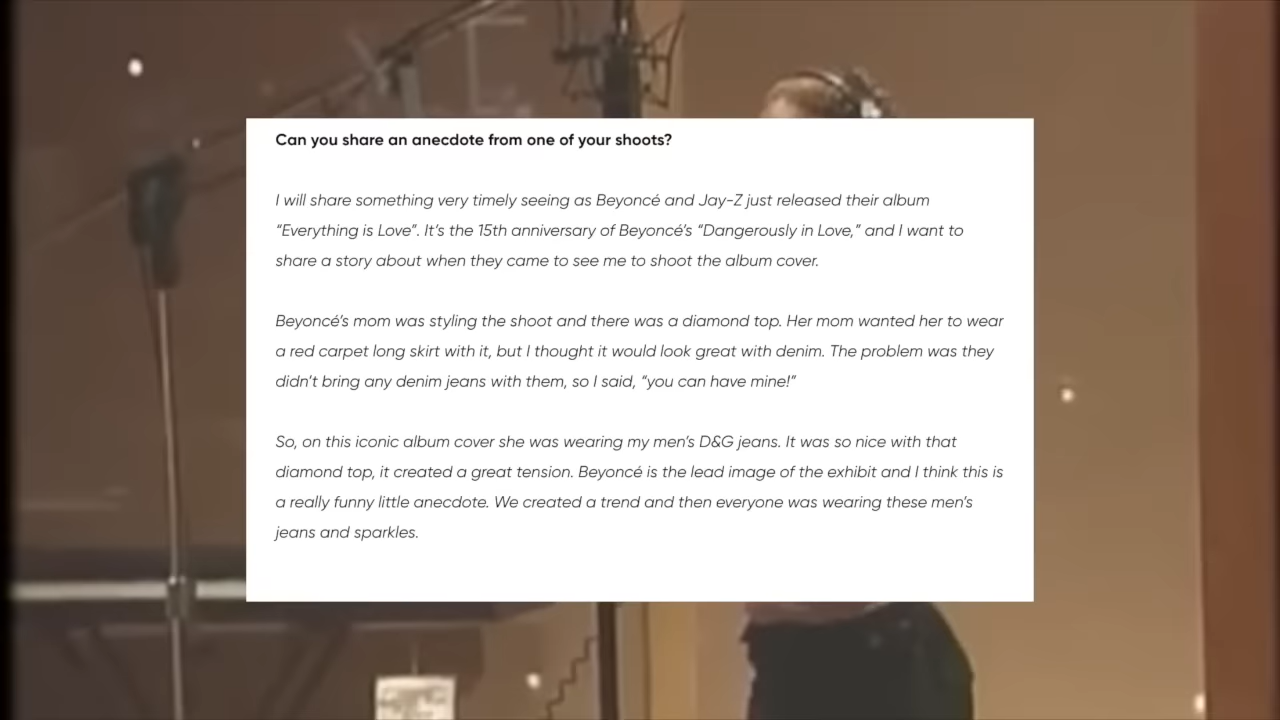 Can you share an anecdote from one of your shoots?
I will share something very timely seeing as Beyoncé and Jay-Z just released their album
“Everything is Love”. It’s the 15th anniversary of Beyoncé’s “Dangerously in Love,” and I want to
share a story about when they came to see me to shoot the album cover.
Beyoncé’s mom was styling the shoot and there was a diamond top. Her mom wanted her to wear
a red carpet long skirt with it, but I thought it would look great with denim. The problem was they
didn’t bring any denim jeans with them, so I said, “you can have mine!”
So, on this iconic album cover she was wearing my men’s D&G jeans. It was so nice with that
diamond top, it created a great tension. Beyoncé is the lead image of the exhibit and I think this is
a really funny little anecdote. We created a trend and then everyone was wearing these men’s
jeans and sparkles.